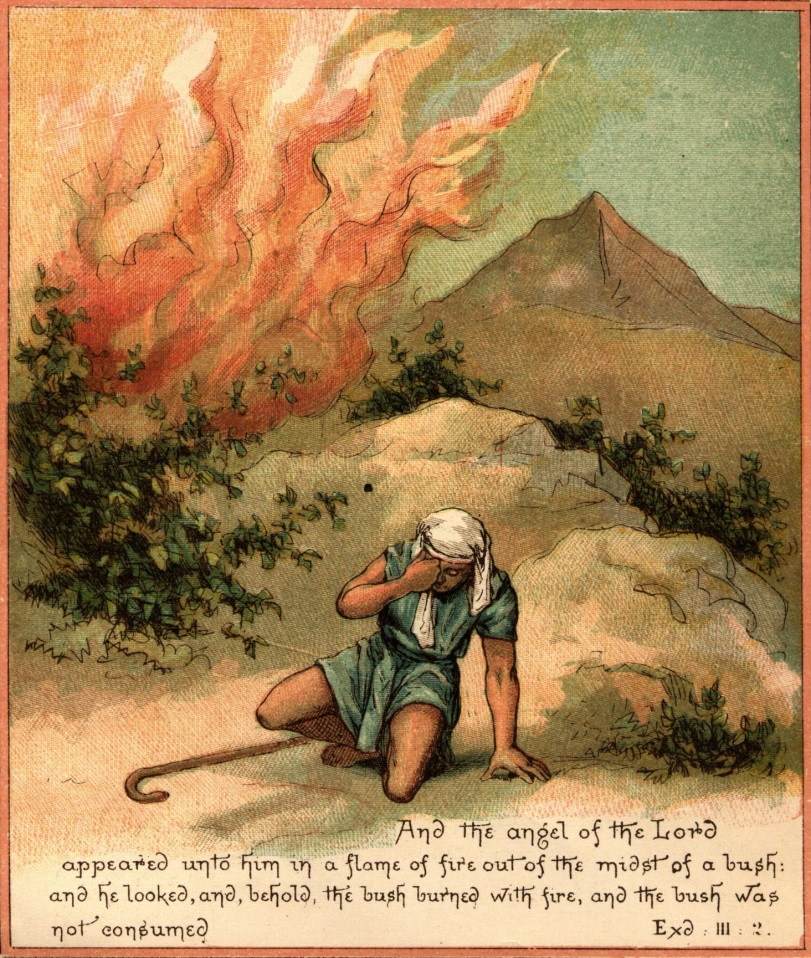 And the angel of the Lord
appeared unto him in a flame of fire out of the midst of a bush:
and he looked, and, behold, the bush burned with fire, and the bush was
not consumed Exd : III : 2.